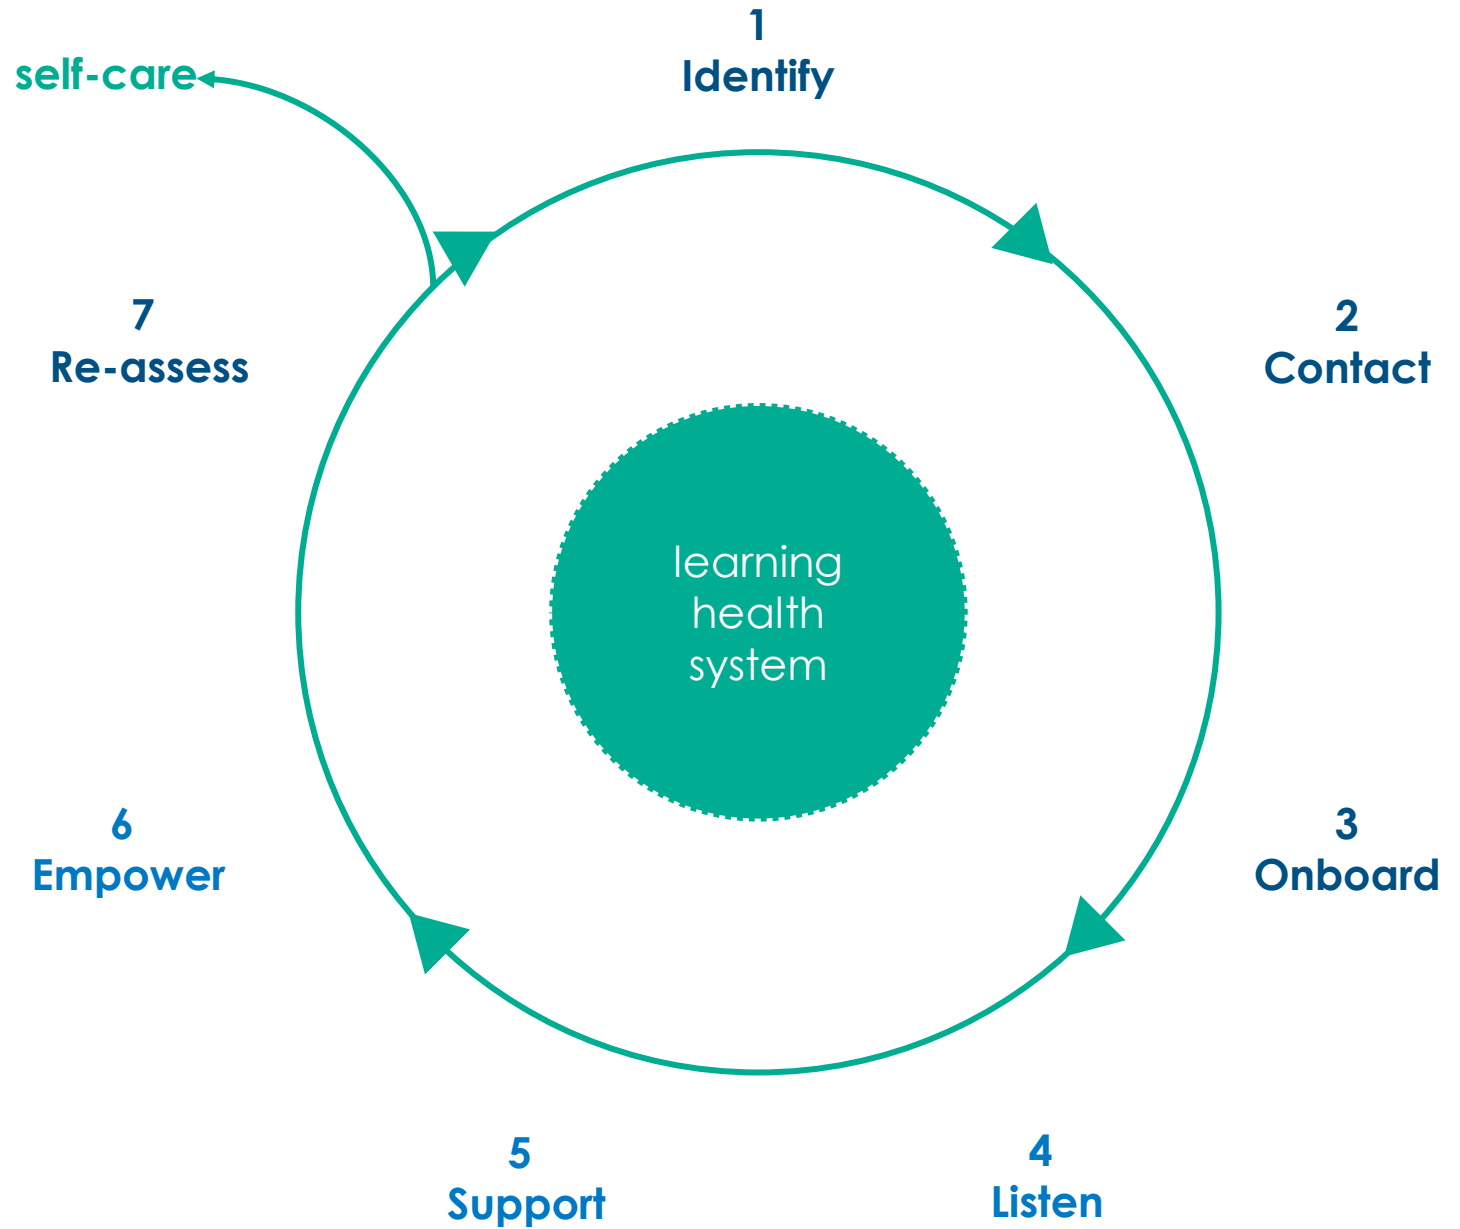 1
Identify
self-care
2
Contact
3
Onboard
4
Listen
5
Support
6
Empower
7
Re-assess
learning
health
system